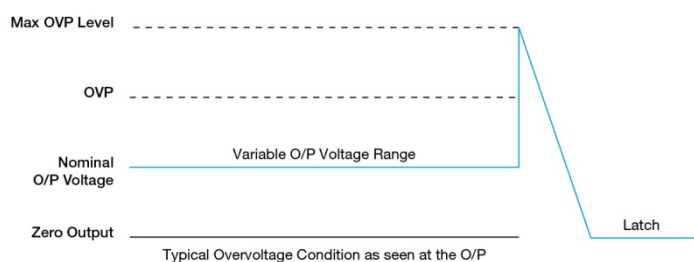 Max OVP Level
OVP
Variable O/P Voltage Range
Nominal
O/P Voltage
Zero Output
Latch
Typical Overvoltage Condition as seen at the O/P